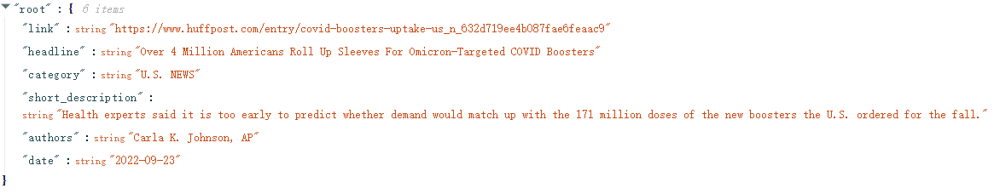 "root" : { 6 items
"link" : string "https://www.huffpost.com/entry/covid-boosters-uptake-us_n_632d719ee4b087fae6feaac9"
"headline" : string "Over 4 Million Americans Roll Up Sleeves For Omicron-Targeted COVID Boosters"
"category" : string "U.S. NEWS"
"short_description" :
string "Health experts said it is too early to predict whether demand would match up with the 171 million doses of the new boosters the U.S. ordered for the fall."
"authors" : string "Carla K. Johnson, AP"
"date" : string "2022-09-23"
}